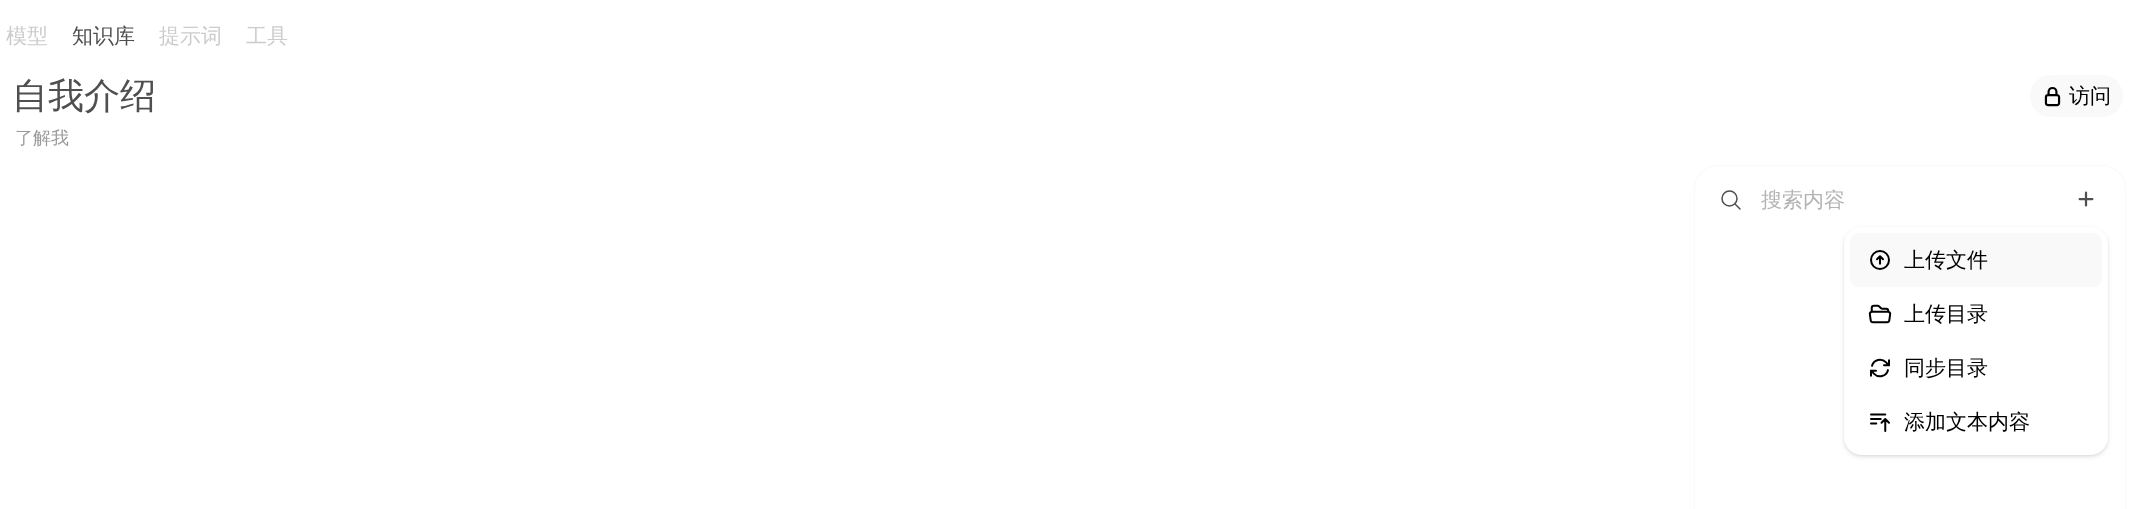 模型 知识库 提示词 工具
自我介绍
访问
了解我
搜索内容
上传文件
上传目录
同步目录
添加文本内容